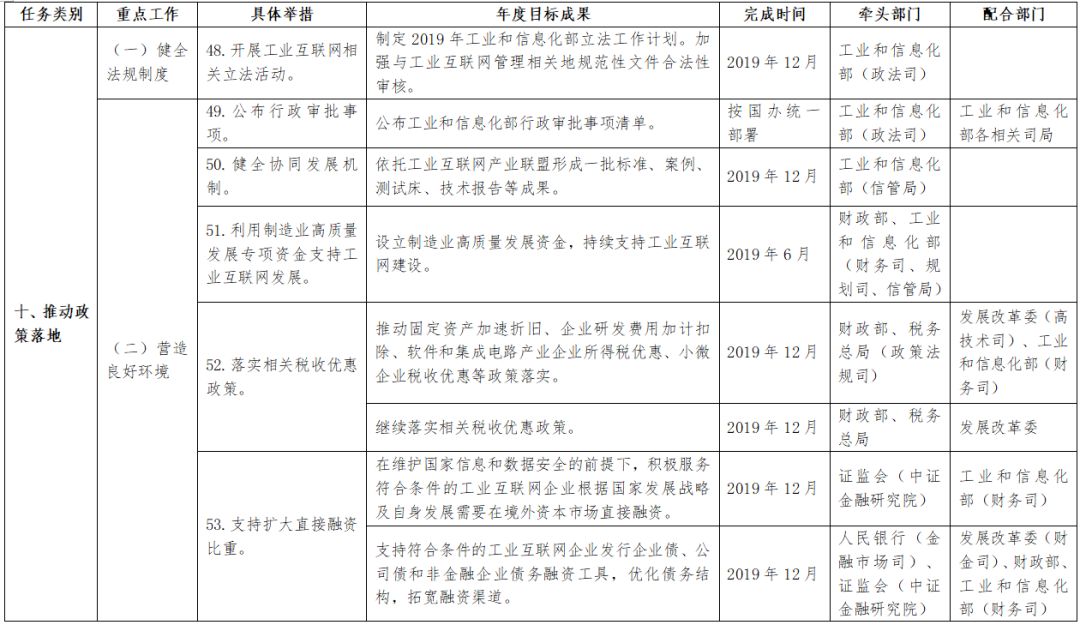 任务类别
重点工作
具体举措
年度目标成果
完成时间
牵头部门
配合部门
十、推动政
策落地
（一）健全
法规制度
48. 开展工业互联网相
关立法活动。
制定 2019 年工业和信息化部立法工作计划。加
强与工业互联网管理相关地规范性文件合法性
审核。
2019 年 12 月
工业和信息化
部（政法司）
（二）营造
良好环境
49. 公布行政审批事
项。
公布工业和信息化部行政审批事项清单。
按国办统一
部署
工业和信息化
部（政法司）
工业和信息化
部各相关司局
50. 健全协同发展机
制。
依托工业互联网产业联盟形成一批标准、案例、
测试床、技术报告等成果。
2019 年 12 月
工业和信息化
部（信管局）
51. 利用制造业高质量
发展专项资金支持工
业互联网发展。
设立制造业高质量发展资金，持续支持工业互联
网建设。
2019 年 6 月
财政部、工业
和信息化部
（财务司、规
划司、信管局）
52. 落实相关税收优惠
政策。
推动固定资产加速折旧、企业研发费用加计扣
除、软件和集成电路产业企业所得税优惠、小微
企业税收优惠等政策落实。
2019 年 12 月
财政部、税务
总局（政策法
规司）
发展改革委（高
技术司）、工业
和信息化部（财
务司）
继续落实相关税收优惠政策。
2019 年 12 月
财政部、税务
总局
发展改革委
53. 支持扩大直接融资
比重。
在维护国家信息和数据安全的前提下，积极服务
符合条件的工业互联网企业根据国家发展战略
及自身发展需要在境外资本市场直接融资。
2019 年 12 月
证监会（中证
金融研究院）
工业和信息化
部（财务司）
支持符合条件的工业互联网企业发行企业债、公
司债和非金融企业债务融资工具，优化债务结
构，拓宽融资渠道。
2019 年 12 月
人民银行（金
融市场司）、
证监会（中证
金融研究院）
发展改革委（财
金司）、财政部、
工业和信息化
部（财务司）